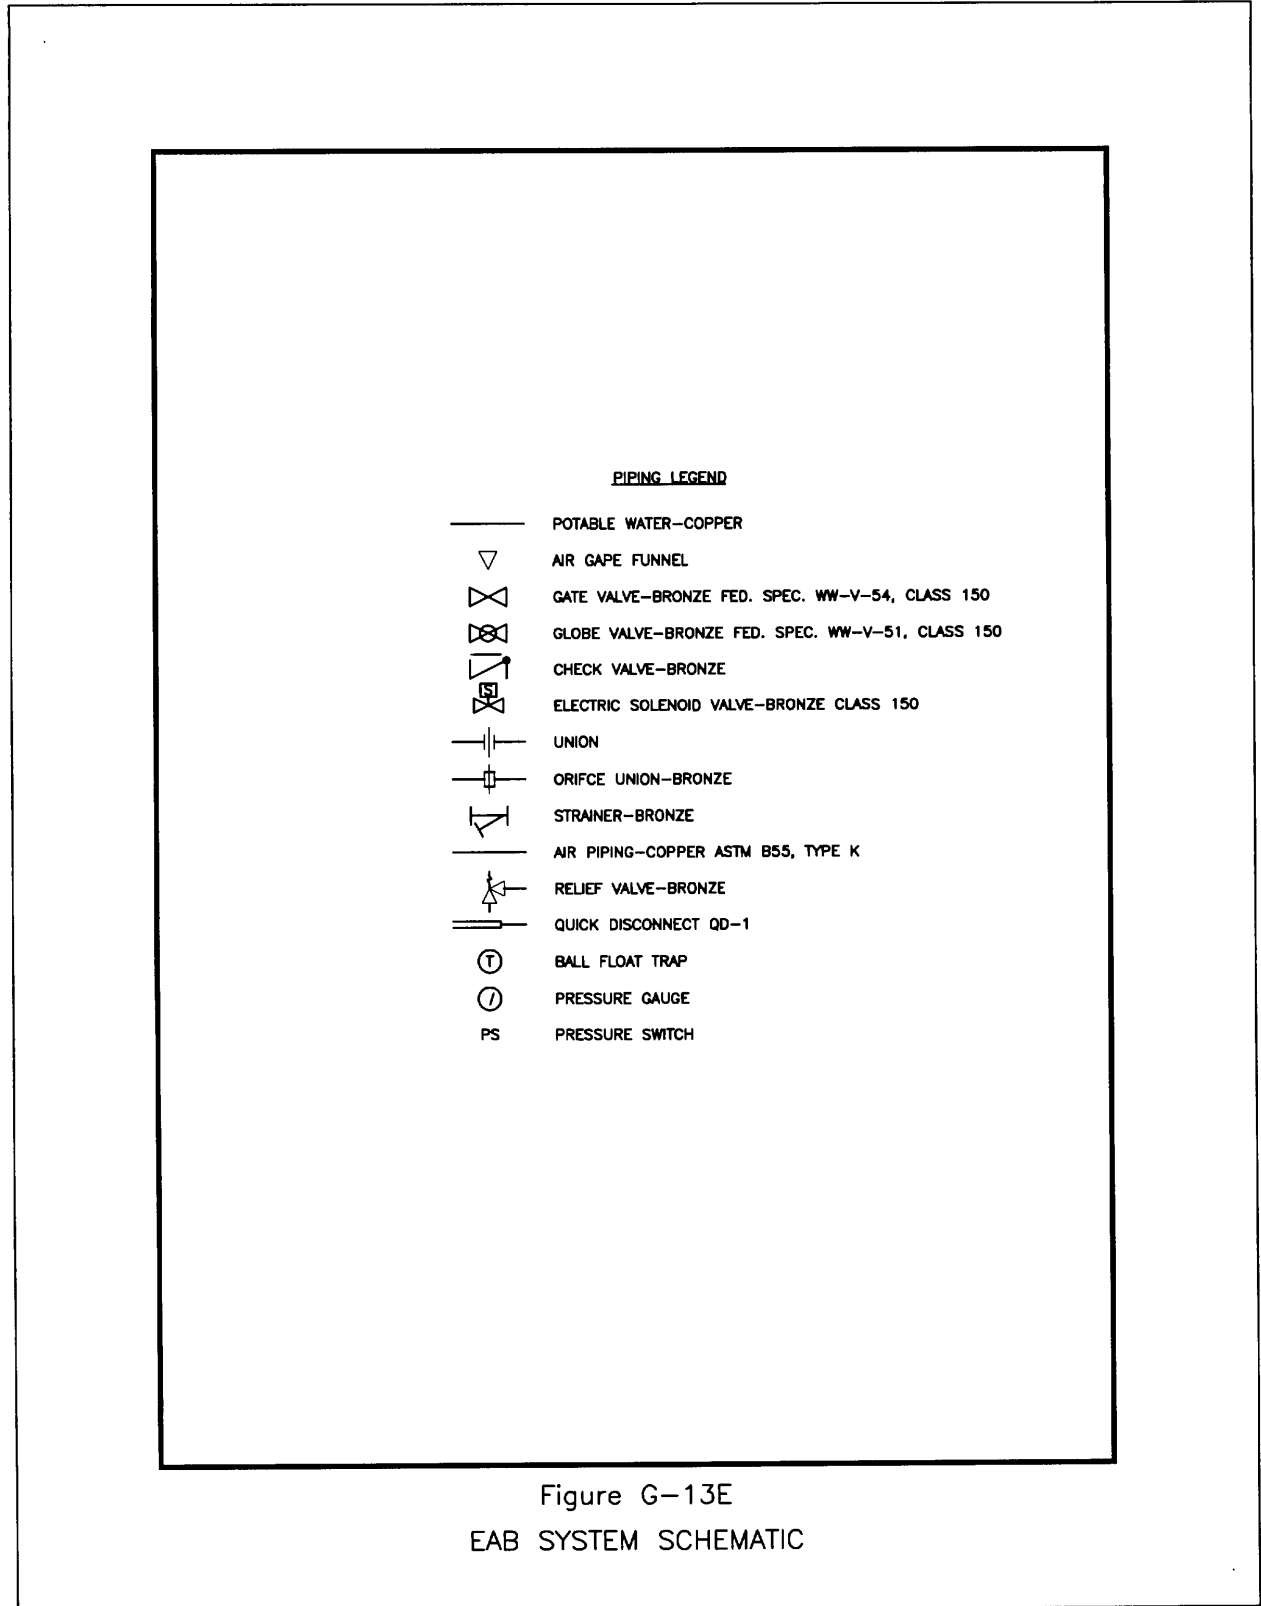 PIPING LEGEND
POTABLE WATER-COPPER
AIR GAPE FUNNEL
GATE VALVE-BRONZE FED. SPEC. WW-V-54, CLASS 150
GLOBE VALVE-BRONZE FED. SPEC. WW-V-51, CLASS 150
CHECK VALVE-BRONZE
S
ELECTRIC SOLENOID VALVE-BRONZE CLASS 150
UNION
ORIFCE UNION-BRONZE
STRAINER-BRONZE
AIR PIPING-COPPER ASTM B55, TYPE K
RELIEF VALVE-BRONZE
QUICK DISCONNECT QD-1
T BALL FLOAT TRAP
PRESSURE GAUGE
PS PRESSURE SWITCH
Figure G-13E
EAB SYSTEM SCHEMATIC